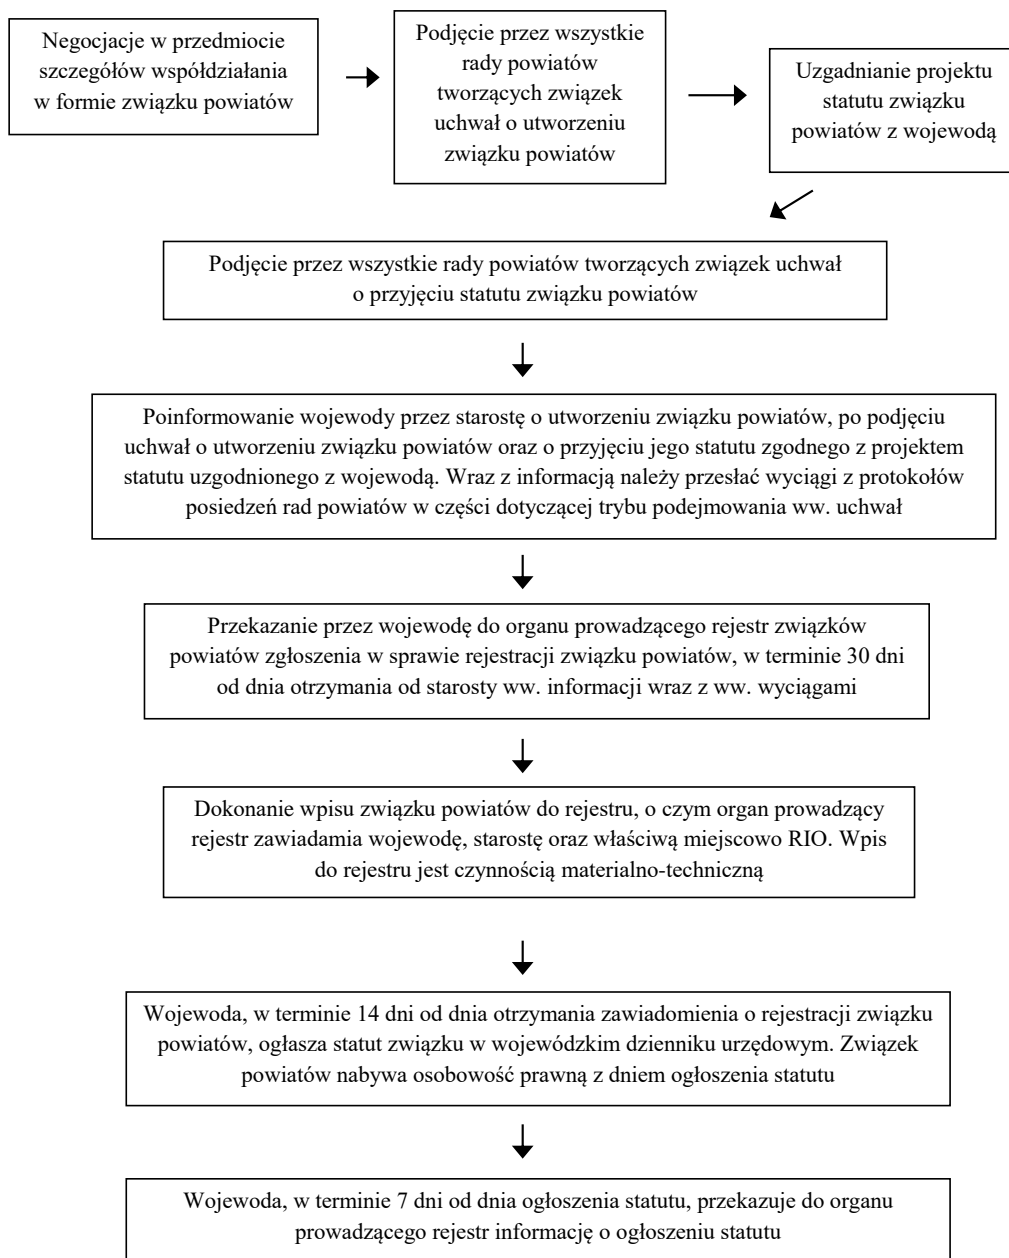 Negocjacje w przedmiocie
szczegółów współdziałania
w formie związku powiatów
Podjęcie przez wszystkie
rady powiatów
tworzących związek
uchwał o utworzeniu
związku powiatów
Uzgadnianie projektu
statutu związku
powiatów z wojewodą
Podjęcie przez wszystkie rady powiatów tworzących związek uchwał
o przyjęciu statutu związku powiatów
Poinformowanie wojewody przez starostę o utworzeniu związku powiatów, po podjęciu
uchwał o utworzeniu związku powiatów oraz o przyjęciu jego statutu zgodnego z projektem
statutu uzgodnionego z wojewodą. Wraz z informacją należy przesłać wyciągi z protokołów
posiedzeń rad powiatów w części dotyczącej trybu podejmowania ww. uchwał
Przekazanie przez wojewodę do organu prowadzącego rejestr związków
powiatów zgłoszenia w sprawie rejestracji związku powiatów, w terminie 30 dni
od dnia otrzymania od starosty ww. informacji wraz z ww. wyciągami
Dokonanie wpisu związku powiatów do rejestru, o czym organ prowadzący
rejestr zawiadamia wojewodę, starostę oraz właściwą miejscowo RIO. Wpis
do rejestru jest czynnością materialno-techniczną
Wojewoda, w terminie 14 dni od dnia otrzymania zawiadomienia o rejestracji związku
powiatów, ogłasza statut związku w wojewódzkim dzienniku urzędowym. Związek
powiatów nabywa osobowość prawną z dniem ogłoszenia statutu
Wojewoda, w terminie 7 dni od dnia ogłoszenia statutu, przekazuje do organu
prowadzącego rejestr informację o ogłoszeniu statutu